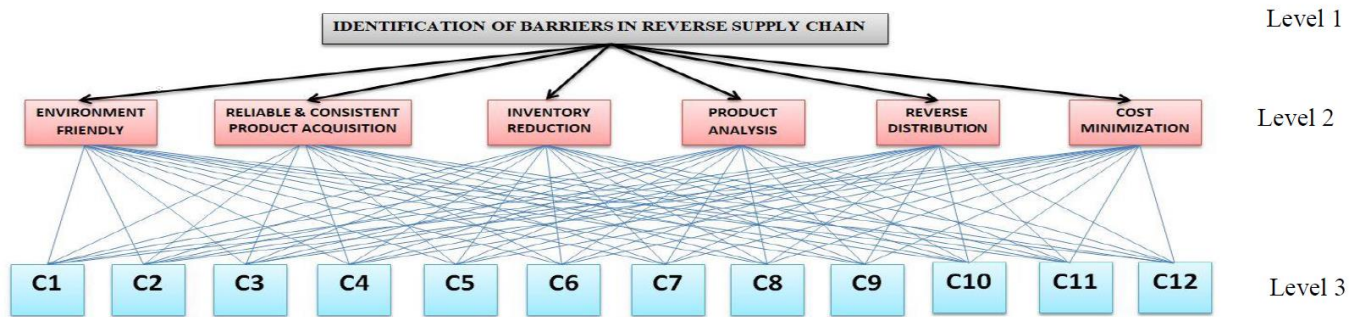 IDENTIFICATION OF BARRIERS IN REVERSE SUPPLY CHAIN
Level 1
ENVIRONMENT
FRIENDLY
RELIABLE & CONSISTENT
PRODUCT ACQUISITION
INVENTORY
REDUCTION
PRODUCT
ANALYSIS
REVERSE
DISTRIBUTION
COST
MINIMIZATION
Level 2
C1
C2
C3
C4
C5
C6
C7
C8
C9
C10
C11
C12
Level 3